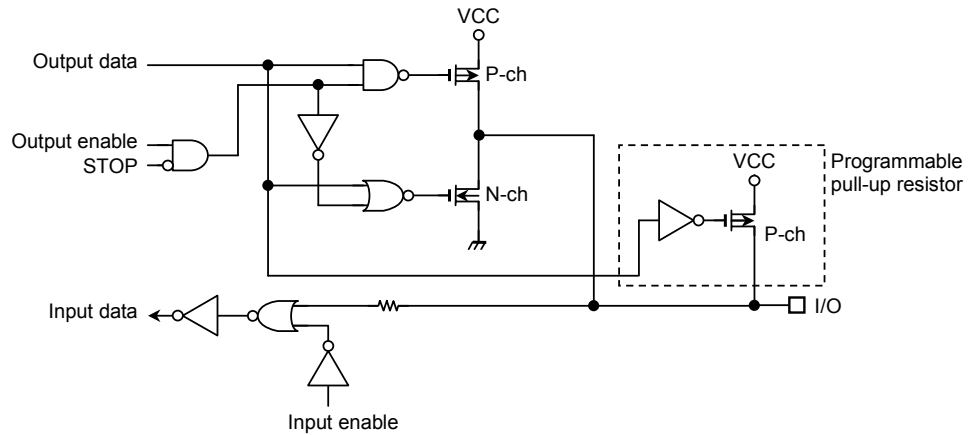 VCC
Output data
P-ch
Output enable
STOP
N-ch
VCC
Programmable
pull-up resistor
P-ch
Input data
I/O
Input enable